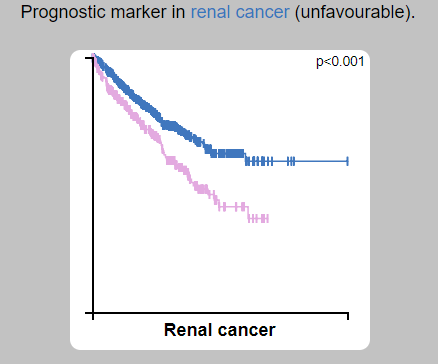 Prognostic marker in renal cancer (unfavourable).
p<0.001
Renal cancer